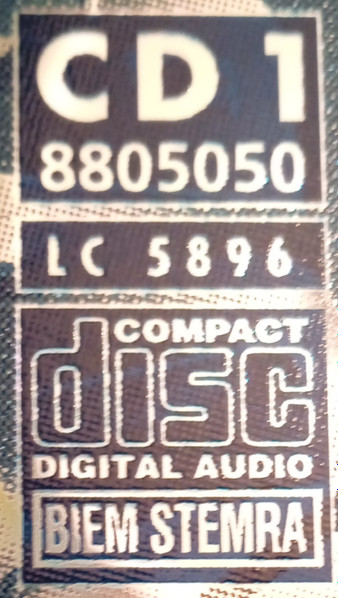 CD 1
8805050
LC 5896
COMPACT
disc
DIGITAL AUDIO
BIEM STEMRA